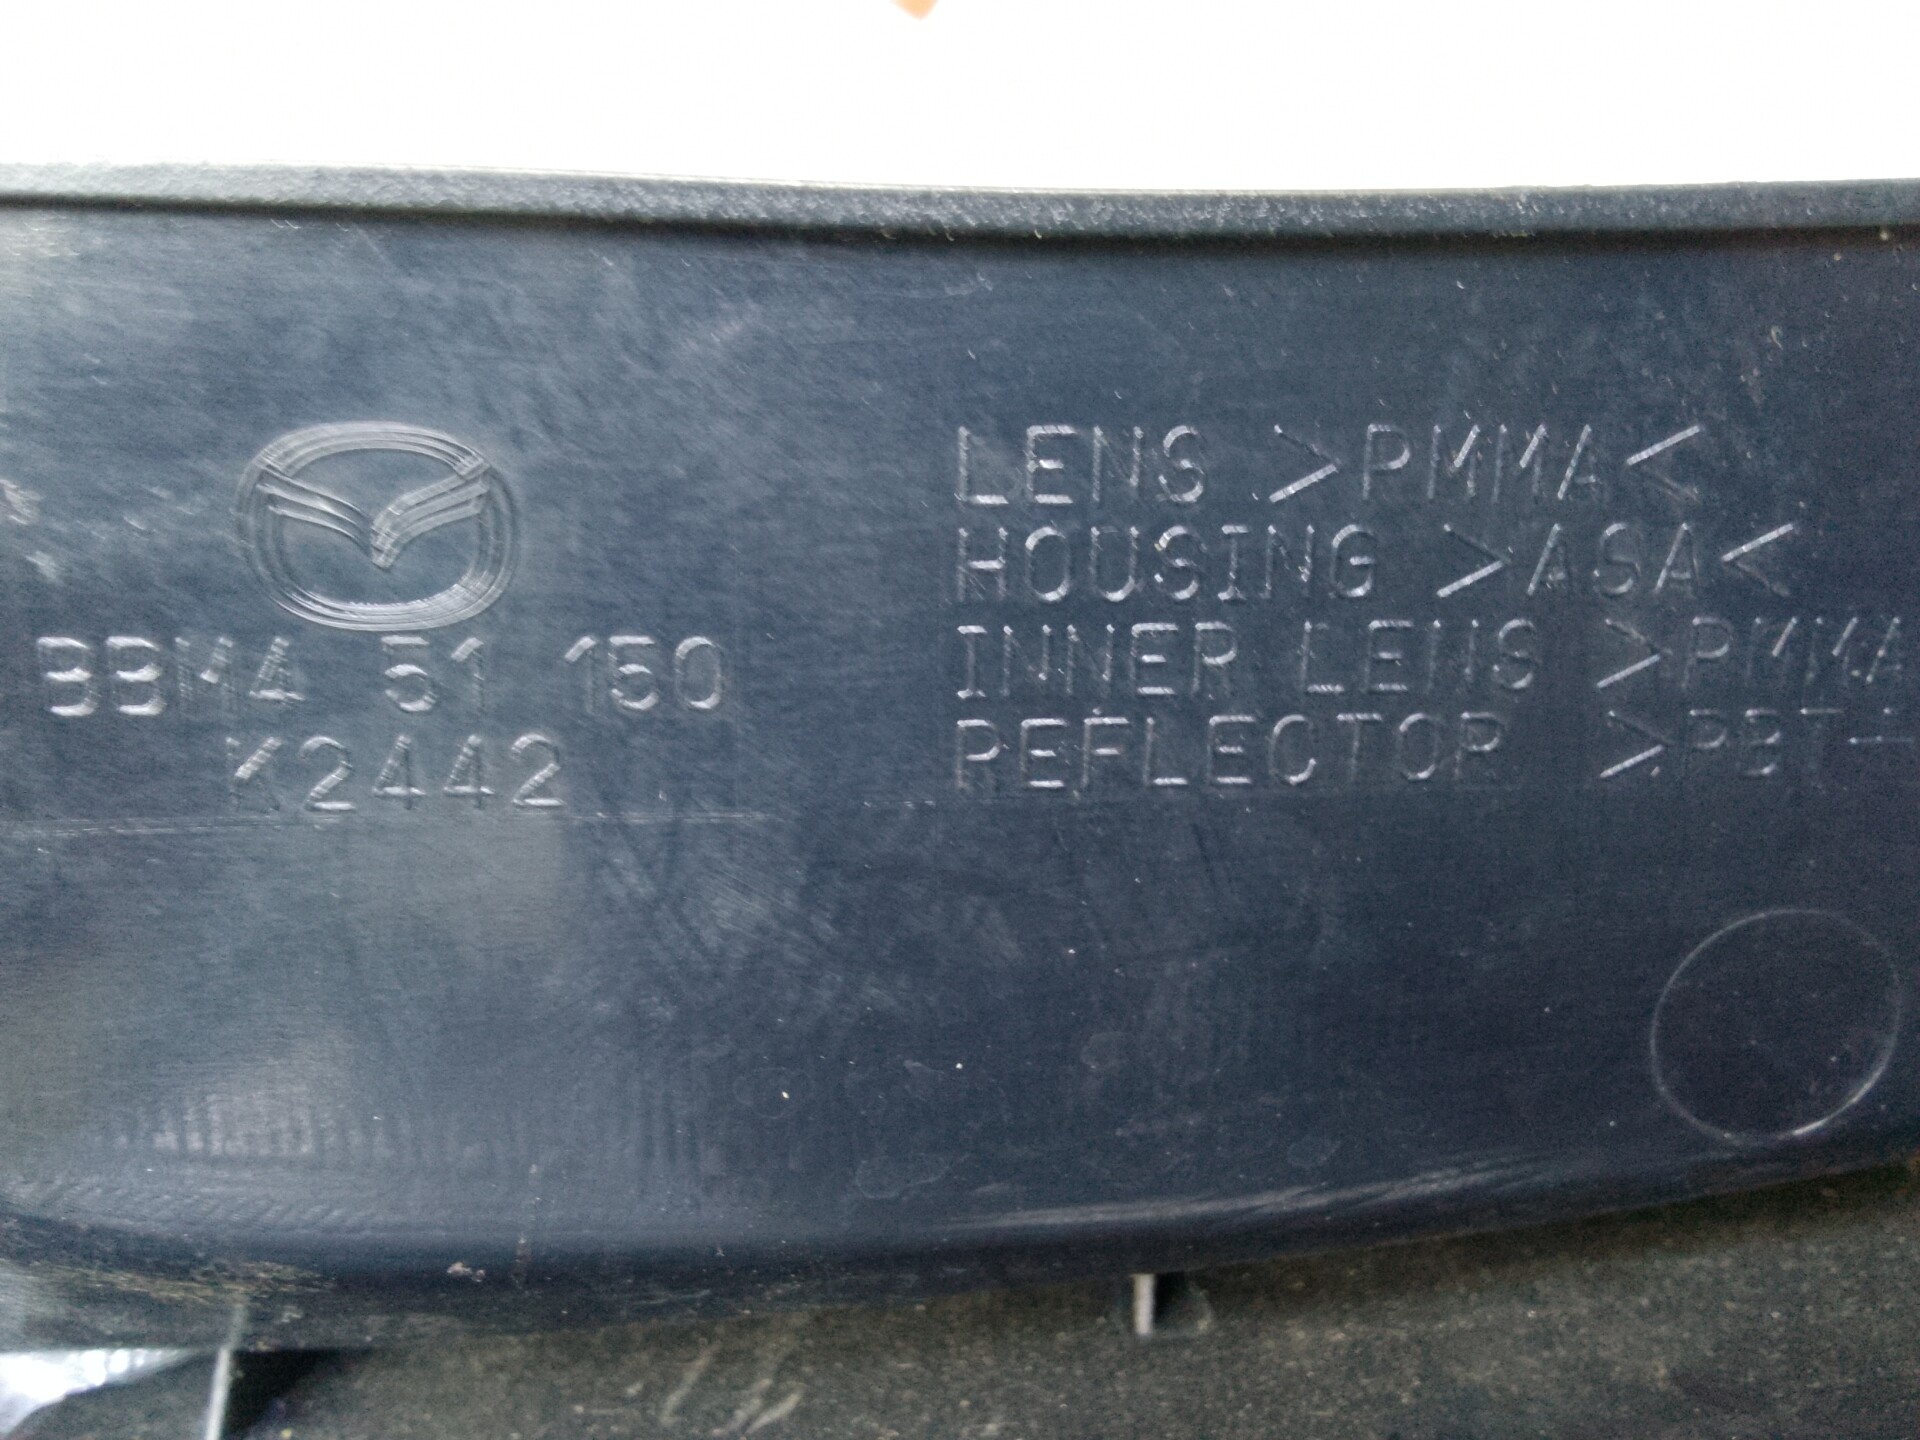 BBM4 51 150
K2442
LENS >PMMA<
HOUSING >ASA<
INNER LENS >PMMA
REFLECTOR >PBT-